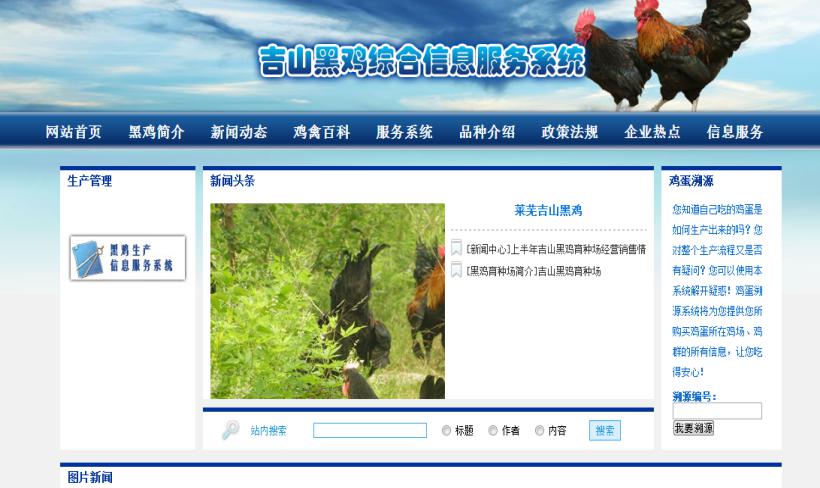 吉山黑鸡综合信息服务系统
网站首页 黑鸡简介 新闻动态 鸡禽百科 服务系统 品种介绍 政策法规 企业热点 信息服务
生产管理
黑鸡生产
信息服务系统
新闻头条
莱芜吉山黑鸡
[新闻中心]上半年吉山黑鸡育种场经营销售情
[黑鸡育种场简介]吉山黑鸡育种场
站内搜索 标题 作者 内容 搜索
鸡蛋溯源
您知道自己吃的鸡蛋是
如何生产出来的吗？您
对整个生产流程又是否
有疑问？您可以使用本
系统解开疑惑！鸡蛋溯
源系统将为您提供您所
购买鸡蛋所在鸡场、鸡
群的所有信息，让您吃
得安心！
溯源编号：
我要溯源
图片新闻